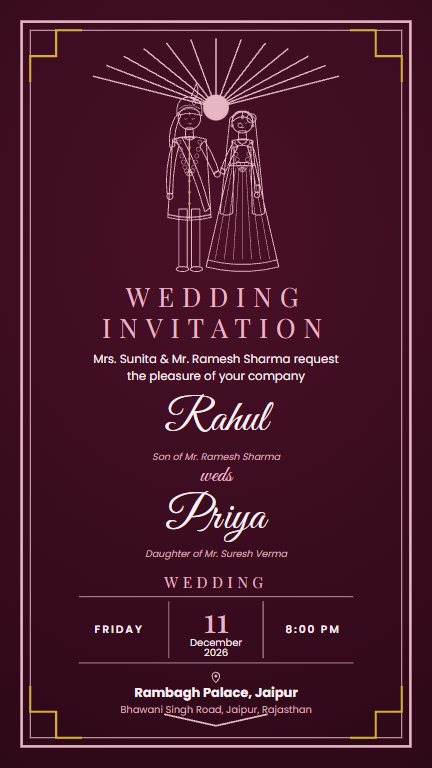 WEDDING
INVITATION
Mrs. Sunita & Mr. Ramesh Sharma request
the pleasure of your company
Rahul
Son of Mr. Ramesh Sharma
weds
Priya
Daughter of Mr. Suresh Verma
WEDDING
FRIDAY
11
December
2026
8:00 PM
Rambagh Palace, Jaipur
Bhawani Singh Road, Jaipur, Rajasthan